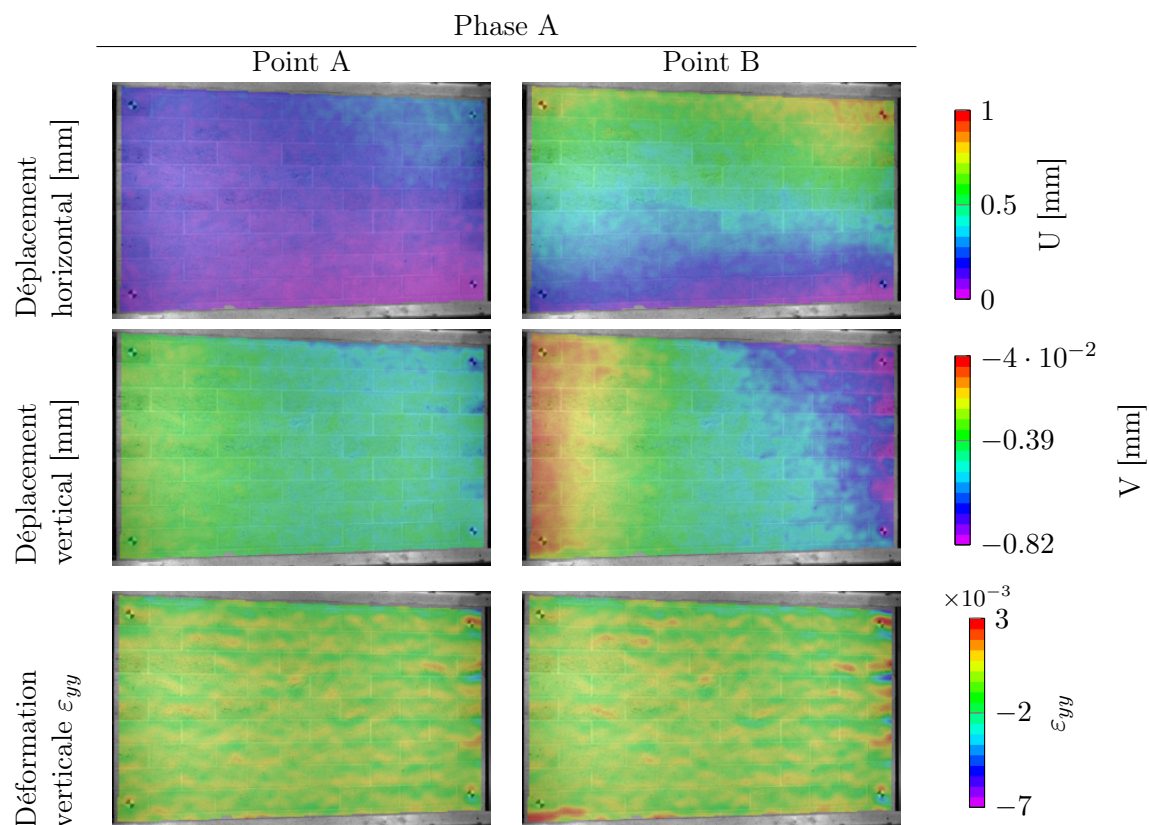 Phase A
Point A
Point B
Déplacement
horizontal [mm]
1
0.5
0
U [mm]
Déplacement
vertical [mm]
−4 · 10⁻²
−0.39
−0.82
V [mm]
Déformation
verticale εyy
×10⁻³
3
−2
−7
εyy